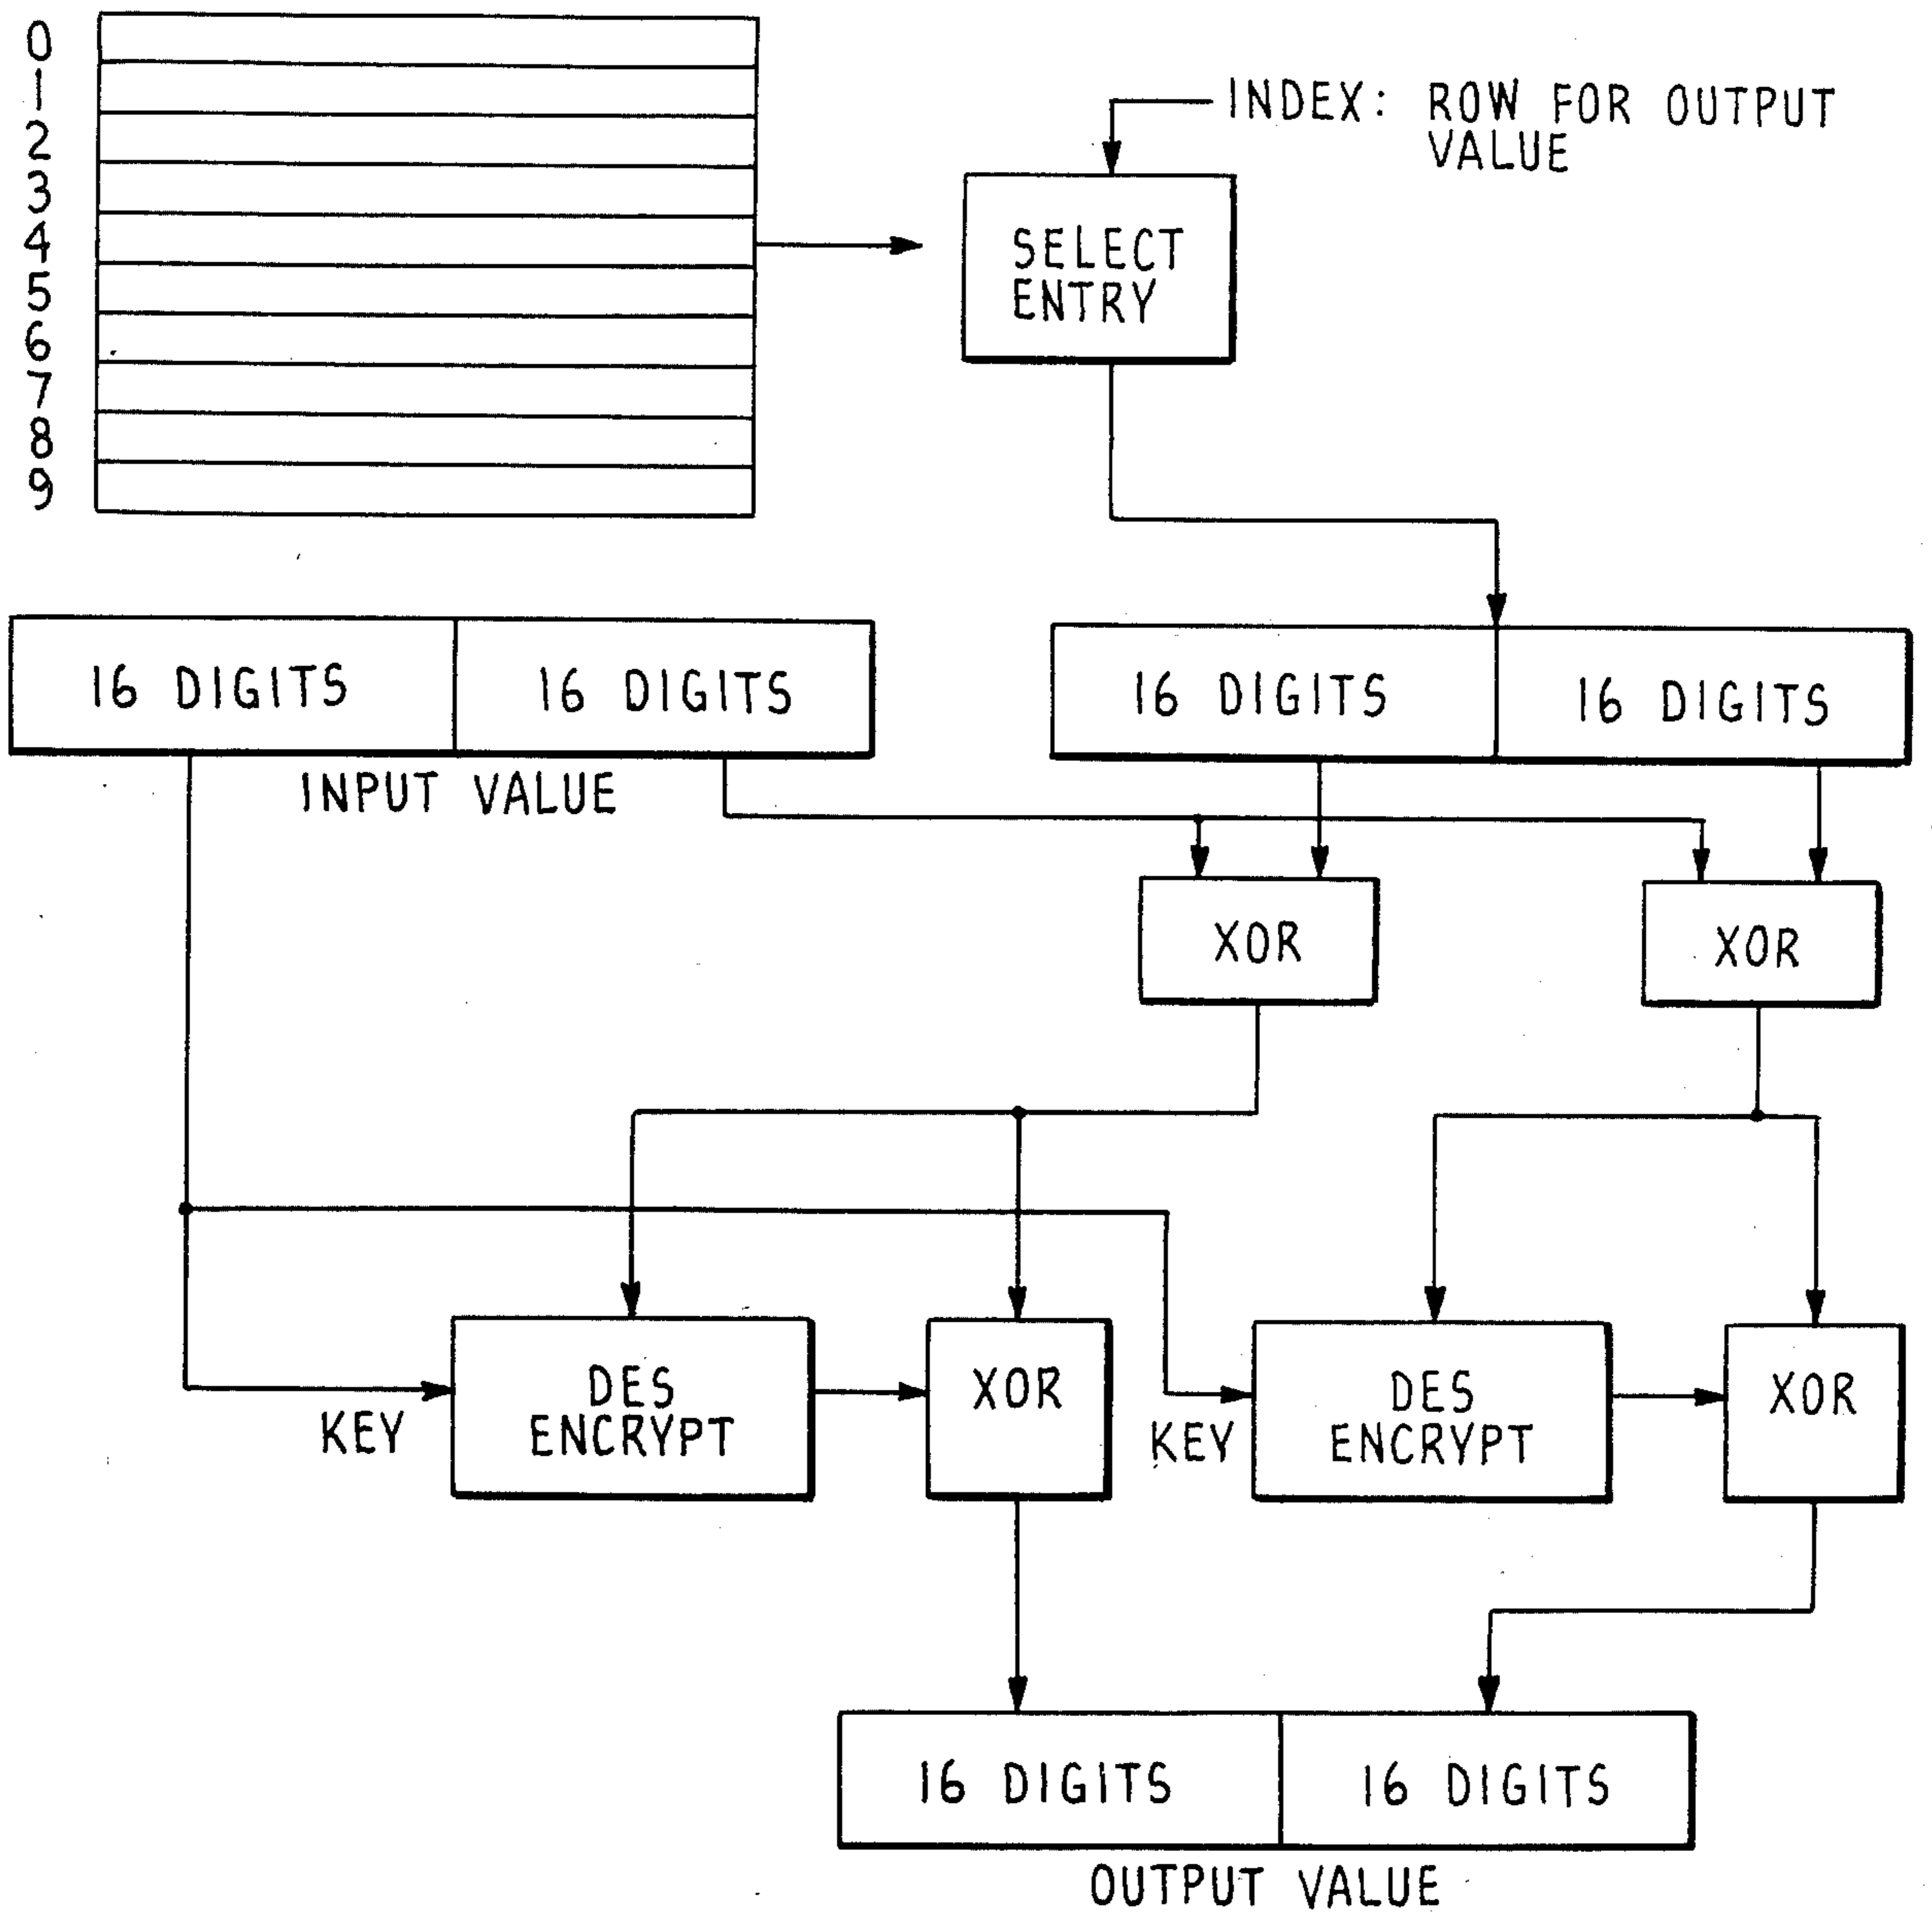 0
1
2
3
4
5
6
7
8
9
INDEX: ROW FOR OUTPUT
VALUE
SELECT
ENTRY
16 DIGITS
16 DIGITS
INPUT VALUE
16 DIGITS
16 DIGITS
XOR
XOR
KEY
DES
ENCRYPT
XOR
KEY
DES
ENCRYPT
XOR
16 DIGITS
16 DIGITS
OUTPUT VALUE